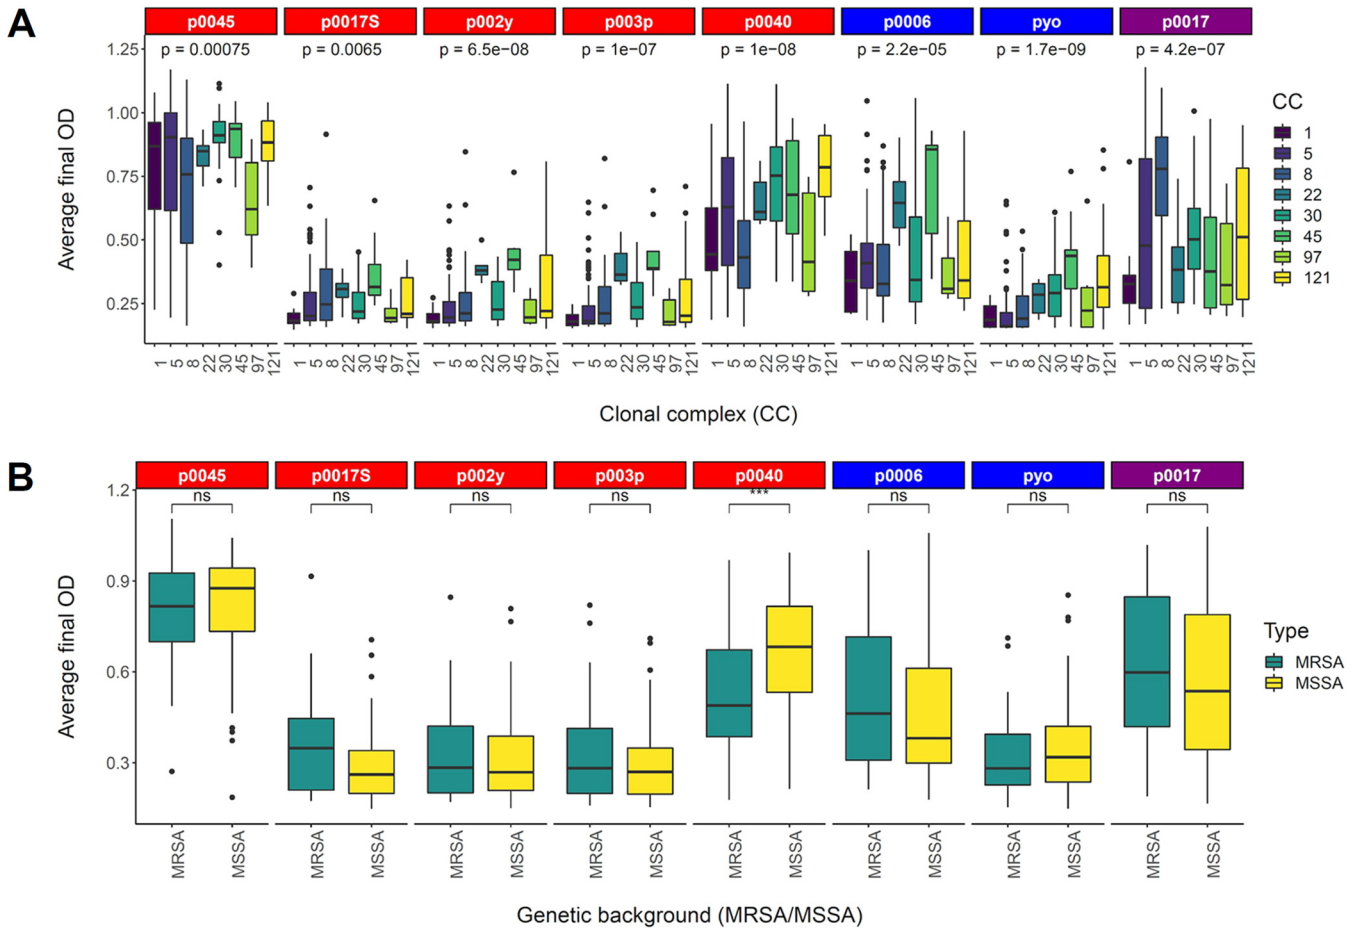 A
p0045 p0017S p002y p003p p0040 p0006 pyo p0017
p = 0.00075 p = 0.0065 p = 6.5e-08 p = 1e-07 p = 1e-08 p = 2.2e-05 p = 1.7e-09 p = 4.2e-07
1.25
1.00
0.75
0.50
0.25
Average final OD
1 5 8 22 30 45 97 121 1 5 8 22 30 45 97 121 1 5 8 22 30 45 97 121 1 5 8 22 30 45 97 121 1 5 8 22 30 45 97 121 1 5 8 22 30 45 97 121 1 5 8 22 30 45 97 121 1 5 8 22 30 45 97 121
Clonal complex (CC)
CC
1
5
8
22
30
45
97
121
B
p0045 p0017S p002y p003p p0040 p0006 pyo p0017
ns ns ns ns *** ns ns ns
1.2
0.9
0.6
0.3
Average final OD
MRSA MSSA MRSA MSSA MRSA MSSA MRSA MSSA MRSA MSSA MRSA MSSA MRSA MSSA MRSA MSSA
Genetic background (MRSA/MSSA)
Type
MRSA
MSSA